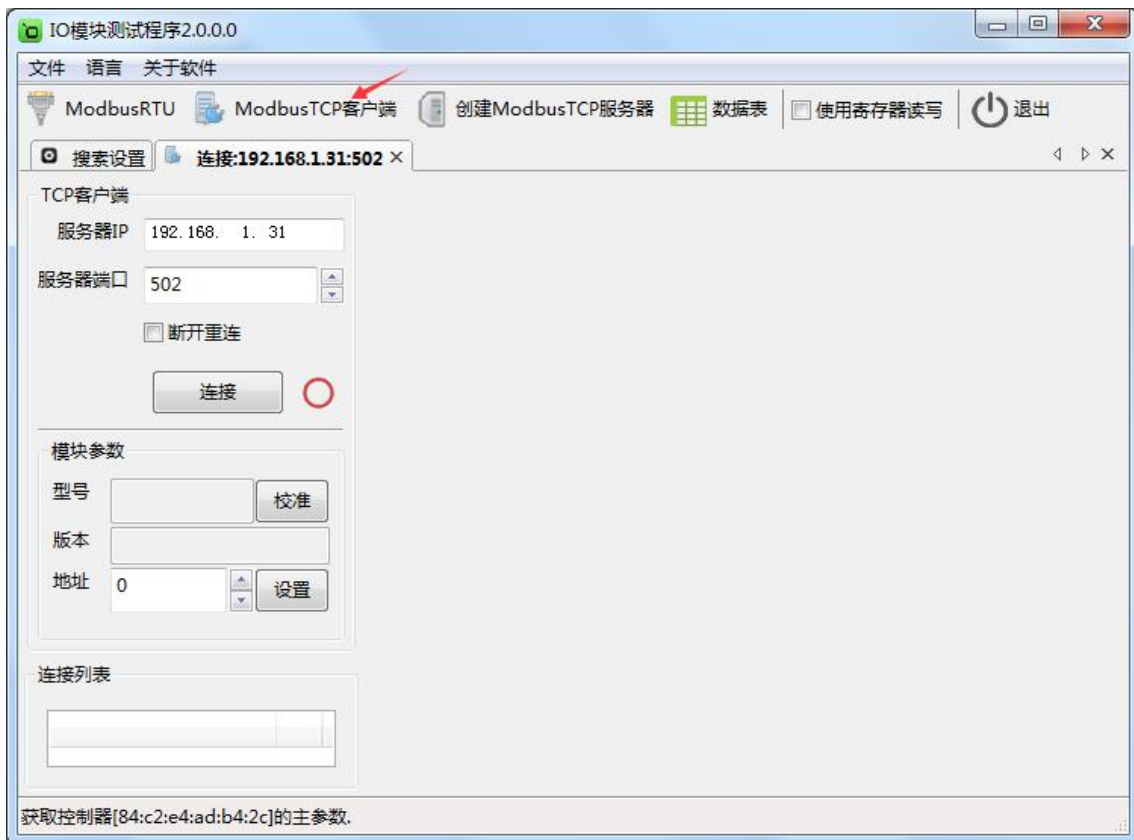 IO模块测试程序2.0.0.0
文件 语言 关于软件
ModbusRTU ModbusTCP客户端 创建ModbusTCP服务器 数据表 使用寄存器读写 退出
搜索设置 连接:192.168.1.31:502
TCP客户端
服务器IP 192.168. 1. 31
服务器端口 502
断开重连
连接
模块参数
型号 校准
版本
地址 0 设置
连接列表
获取控制器[84:c2:e4:ad:b4:2c]的主参数.